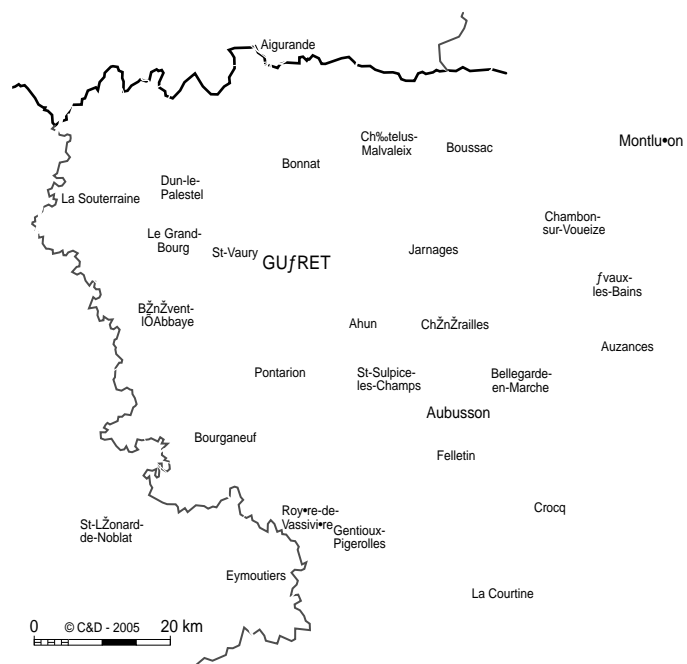 Aigurande
Ch‰telus-
Malvaleix
Boussac
Montlu•on
Bonnat
Dun-le-
Palestel
La Souterraine
Chambon-
sur-Voueize
Le Grand-
Bourg
St-Vaury
GUƒRET
Jarnages
ƒvaux-
les-Bains
BŽnŽvent-
lÕAbbaye
Ahun
ChŽnŽrailles
Auzances
Pontarion
St-Sulpice-
les-Champs
Bellegarde-
en-Marche
Aubusson
Bourganeuf
Felletin
Crocq
Roy•re-de-
Vassivi•re
St-LŽonard-
de-Noblat
Gentioux-
Pigerolles
Eymoutiers
La Courtine
0 © C&D - 2005 20 km